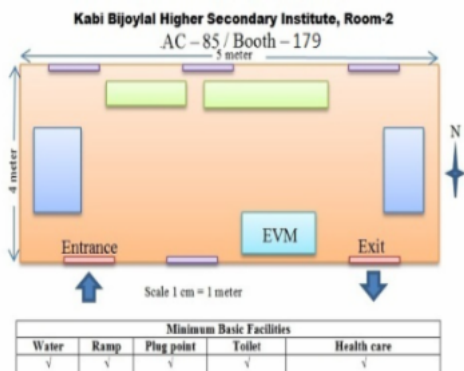 Kabi Bijoylal Higher Secondary Institute, Room-2
AC – 85 / Booth – 179
5 meter
4 meter
N
EVM
Entrance
Exit
Scale 1 cm = 1 meter
Minimum Basic Facilities
Water Ramp Plug point Toilet Health care
√ √ √ √ √